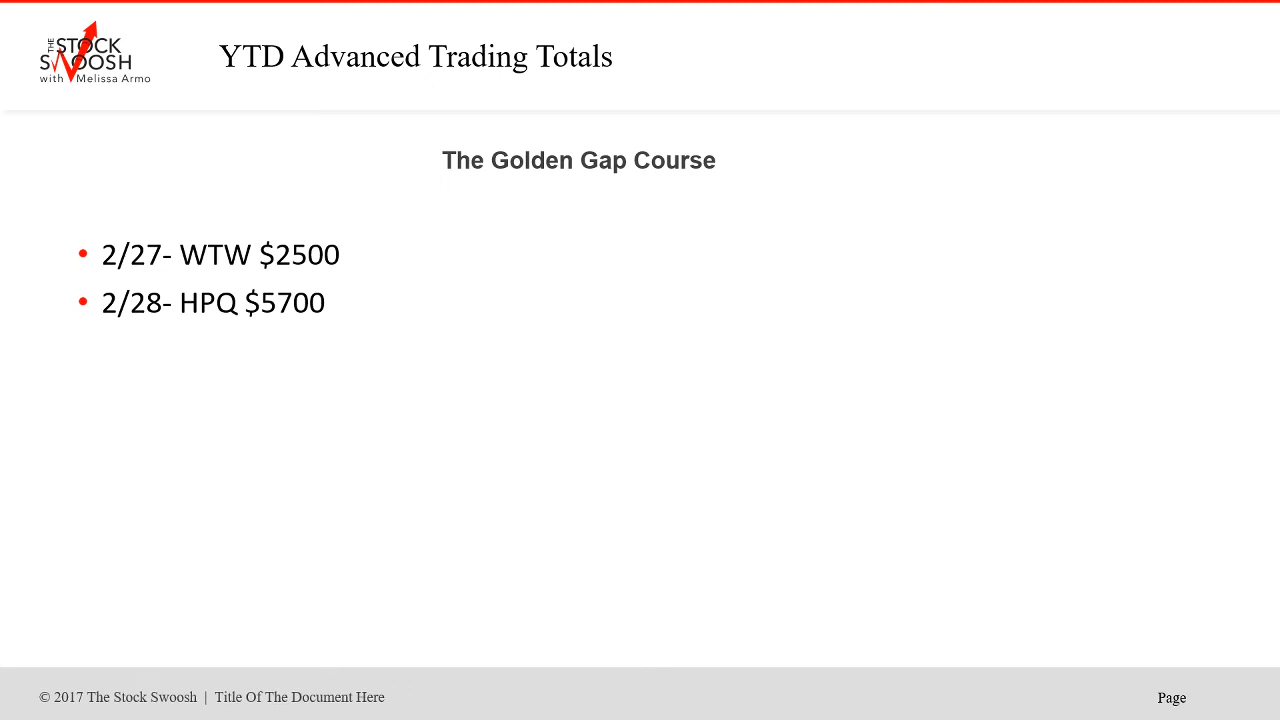 THE STOCK
SWOOSH
with Melissa Armo
YTD Advanced Trading Totals
The Golden Gap Course
• 2/27- WTW $2500
• 2/28- HPQ $5700
© 2017 The Stock Swoosh | Title Of The Document Here
Page